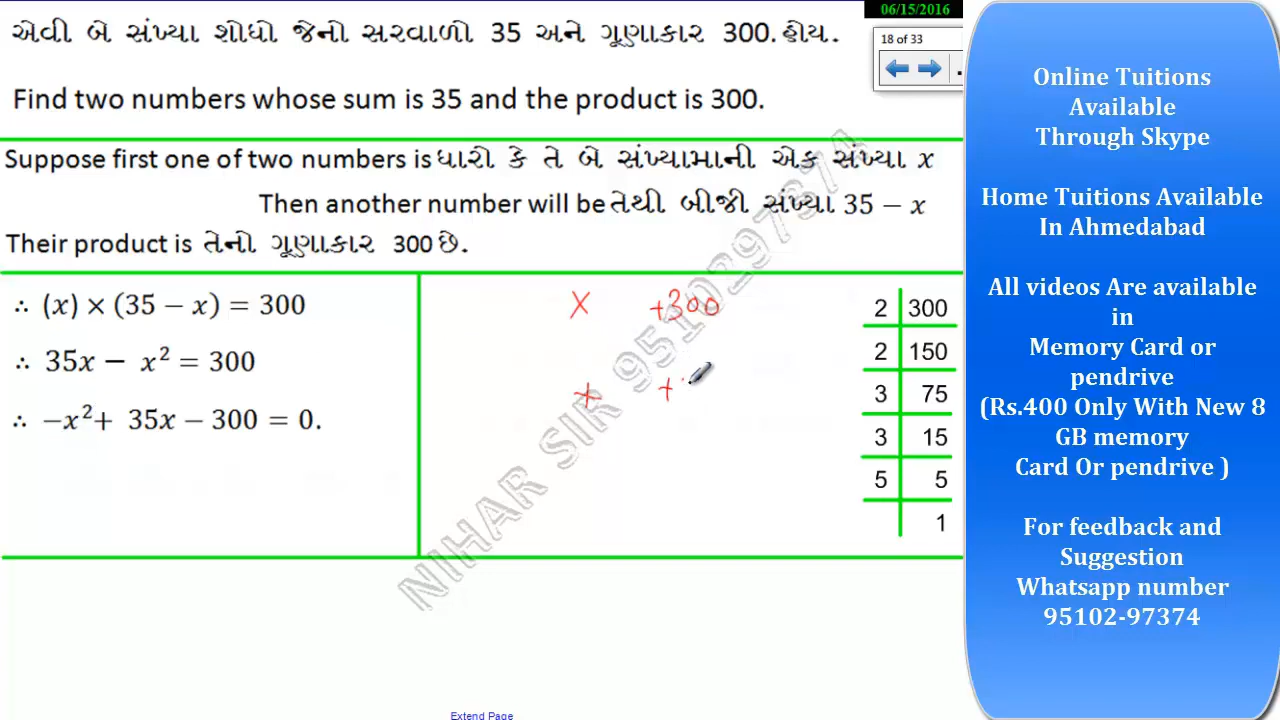 06/15/2016
18 of 33
એવી બે સંખ્યા શોધો જેનો સરવાળો 35 અને ગૂણાકાર 300. હોય.
Find two numbers whose sum is 35 and the product is 300.
Suppose first one of two numbers is ધારો કે તે બે સંખ્યામાની એક સંખ્યા x
Then another number will be તેથી બીજી સંખ્યા 35 − x
Their product is તેનો ગૂણાકાર 300 છે.
∴ (x) × (35 − x) = 300
∴ 35x − x² = 300
∴ −x² + 35x − 300 = 0.
× +300
+ +
2 300
2 150
3 75
3 15
5 5
1
NIHAR SIR 9510297374
Extend Page
Online Tuitions
Available
Through Skype
Home Tuitions Available
In Ahmedabad
All videos Are available
in
Memory Card or
pendrive
(Rs.400 Only With New 8
GB memory
Card Or pendrive )
For feedback and
Suggestion
Whatsapp number
95102-97374